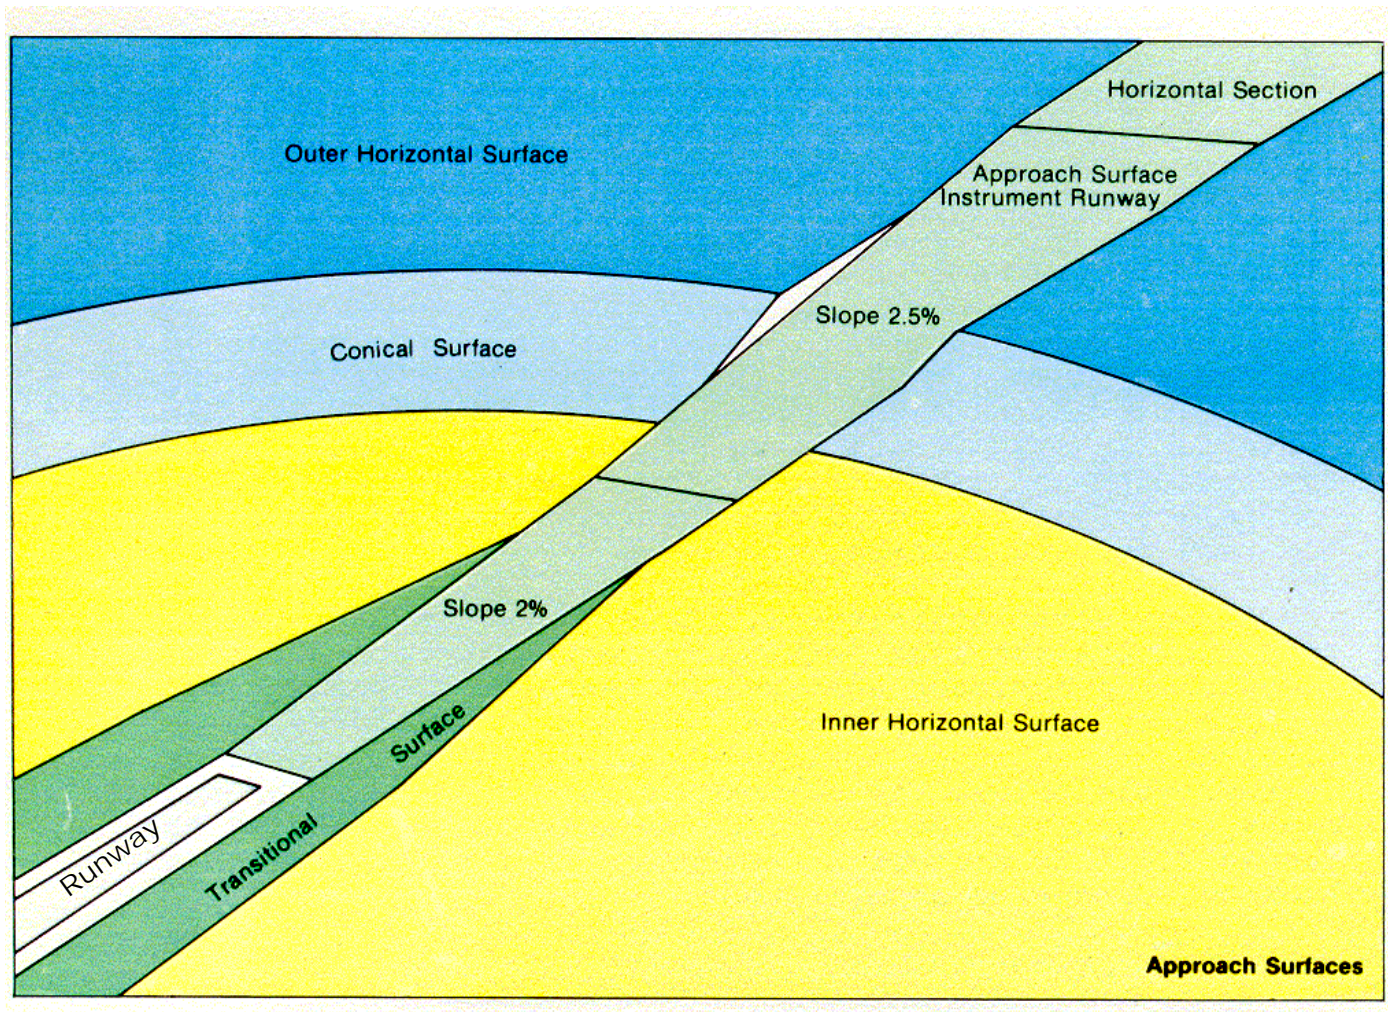 Horizontal Section
Outer Horizontal Surface
Approach Surface
Instrument Runway
Slope 2.5%
Conical Surface
Slope 2%
Inner Horizontal Surface
Transitional Surface
Runway
Approach Surfaces